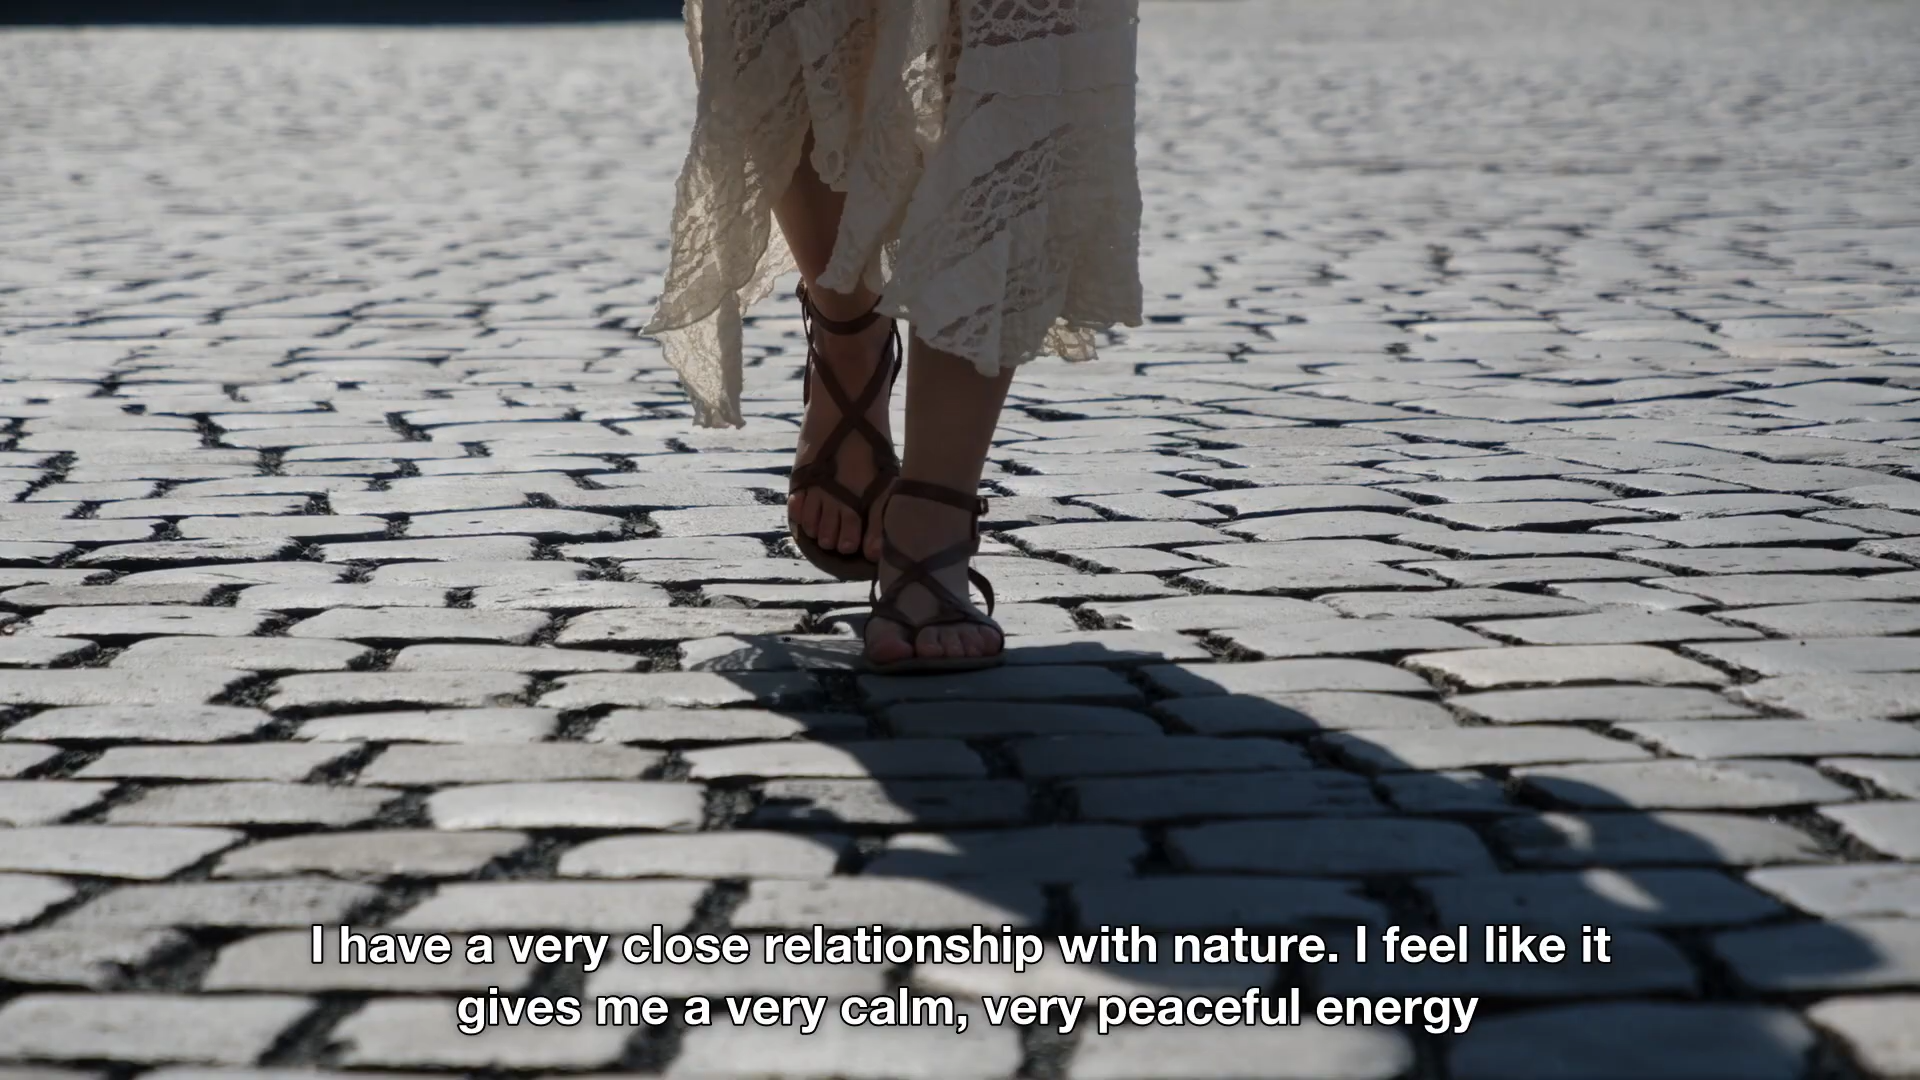 I have a very close relationship with nature. I feel like it
gives me a very calm, very peaceful energy